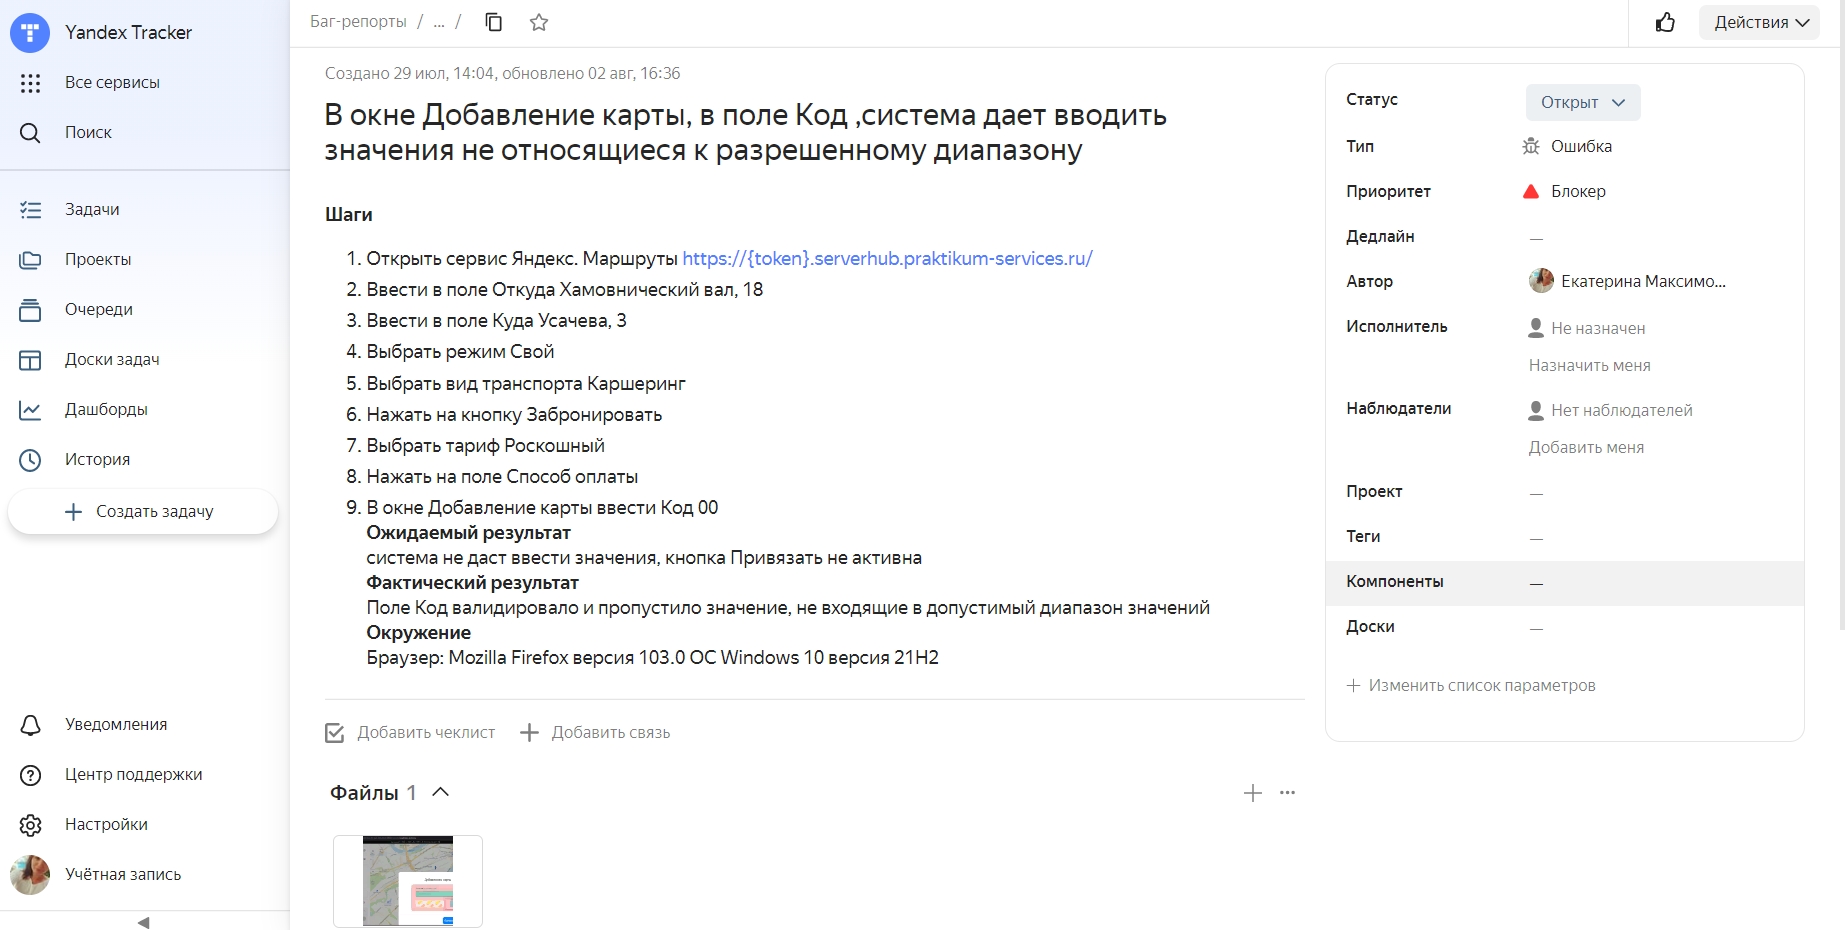 Yandex Tracker
Все сервисы
Поиск
Задачи
Проекты
Очереди
Доски задач
Дашборды
История
Создать задачу
Уведомления
Центр поддержки
Настройки
Учётная запись
Баг-репорты / ... /
Действия
Создано 29 июл, 14:04, обновлено 02 авг, 16:36
В окне Добавление карты, в поле Код ,система дает вводить
значения не относящиеся к разрешенному диапазону
Шаги
1. Открыть сервис Яндекс. Маршруты https://{token}.serverhub.praktikum-services.ru/
2. Ввести в поле Откуда Хамовнический вал, 18
3. Ввести в поле Куда Усачева, 3
4. Выбрать режим Свой
5. Выбрать вид транспорта Каршеринг
6. Нажать на кнопку Забронировать
7. Выбрать тариф Роскошный
8. Нажать на поле Способ оплаты
9. В окне Добавление карты ввести Код 00
Ожидаемый результат
система не даст ввести значения, кнопка Привязать не активна
Фактический результат
Поле Код валидировало и пропустило значение, не входящие в допустимый диапазон значений
Окружение
Браузер: Mozilla Firefox версия 103.0 ОС Windows 10 версия 21H2
Добавить чеклист
Добавить связь
Файлы 1
Статус Открыт
Тип Ошибка
Приоритет Блокер
Дедлайн —
Автор Екатерина Максимо...
Исполнитель Не назначен
Назначить меня
Наблюдатели Нет наблюдателей
Добавить меня
Проект —
Теги —
Компоненты —
Доски —
Изменить список параметров